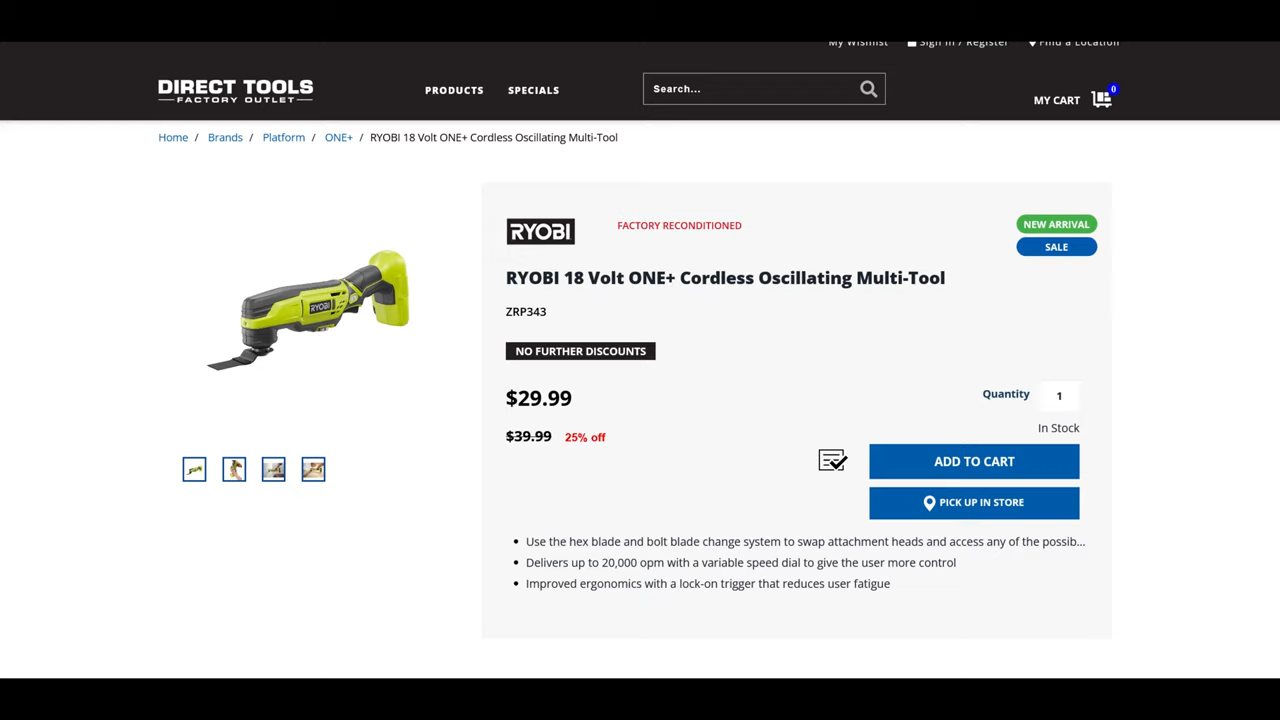 My Wishlist Sign In / Register Find a Location
DIRECT TOOLS
FACTORY OUTLET
PRODUCTS SPECIALS
Search...
MY CART 0
Home / Brands / Platform / ONE+ / RYOBI 18 Volt ONE+ Cordless Oscillating Multi-Tool
RYOBI
RYOBI
FACTORY RECONDITIONED
NEW ARRIVAL
SALE
RYOBI 18 Volt ONE+ Cordless Oscillating Multi-Tool
ZRP343
NO FURTHER DISCOUNTS
$29.99
Quantity 1
$39.99 25% off
In Stock
ADD TO CART
PICK UP IN STORE
Use the hex blade and bolt blade change system to swap attachment heads and access any of the possib...
Delivers up to 20,000 opm with a variable speed dial to give the user more control
Improved ergonomics with a lock-on trigger that reduces user fatigue